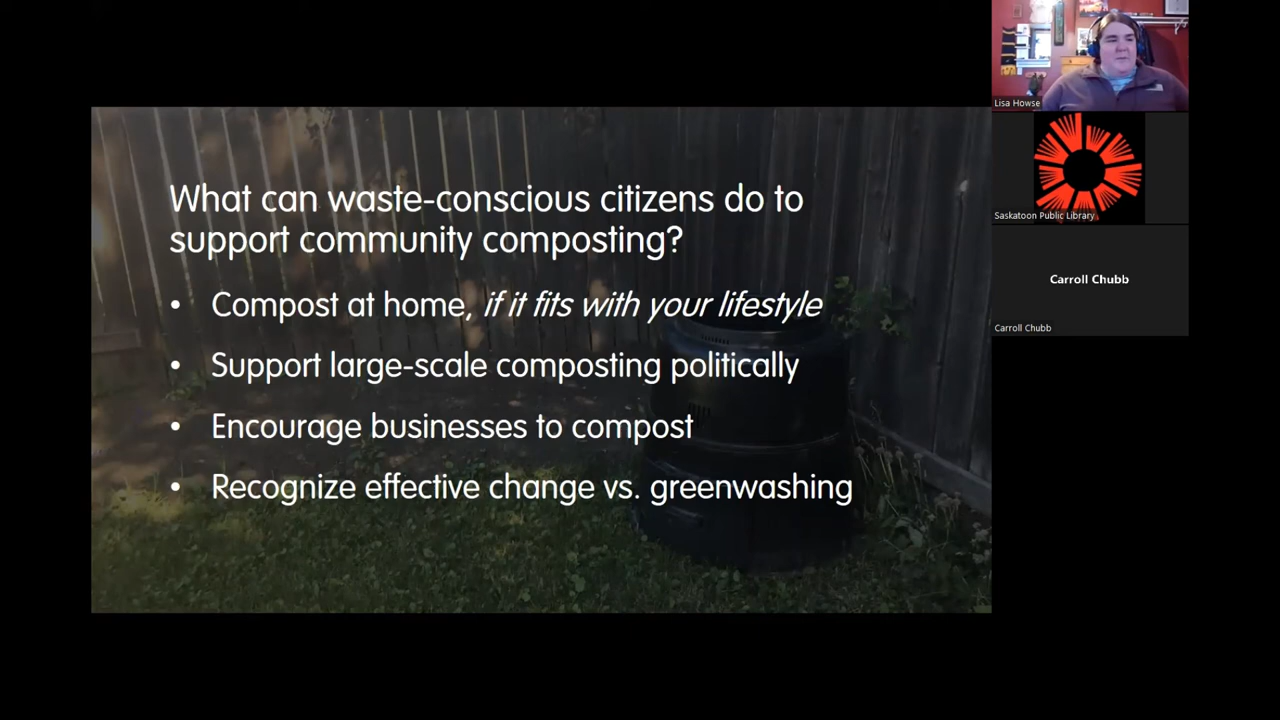 What can waste-conscious citizens do to
support community composting?
• Compost at home, if it fits with your lifestyle
• Support large-scale composting politically
• Encourage businesses to compost
• Recognize effective change vs. greenwashing
Lisa Howse
Saskatoon Public Library
Carroll Chubb
Carroll Chubb